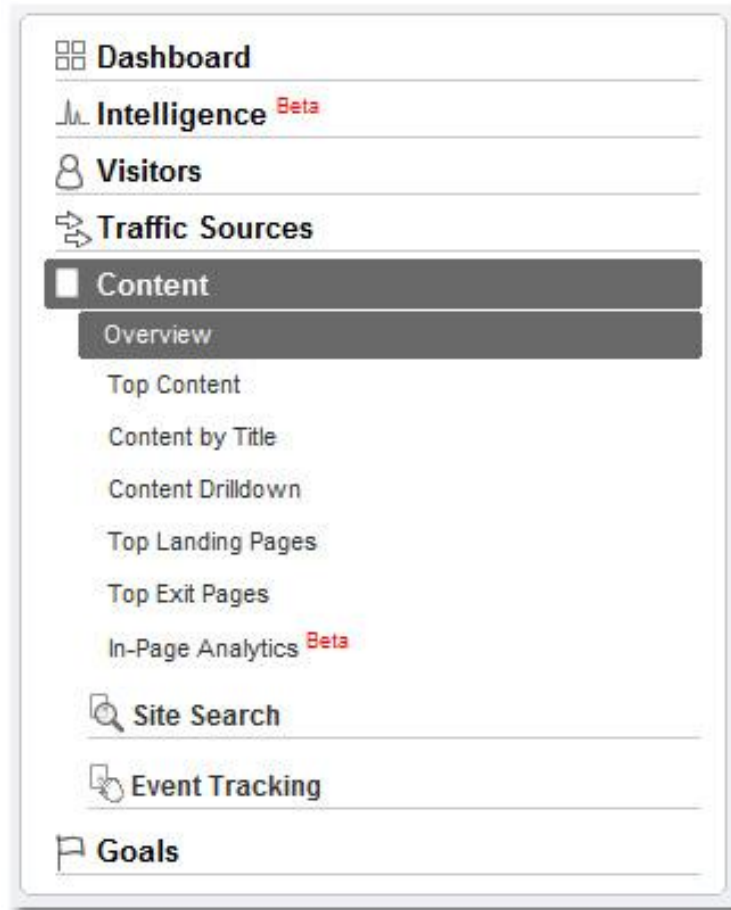 Dashboard
Intelligence Beta
Visitors
Traffic Sources
Content
Overview
Top Content
Content by Title
Content Drilldown
Top Landing Pages
Top Exit Pages
In-Page Analytics Beta
Site Search
Event Tracking
Goals